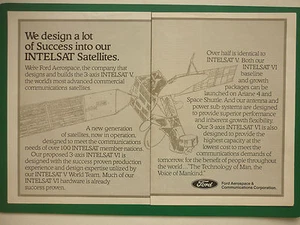 We design a lot
of Success into our
INTELSAT Satellites.
We're Ford Aerospace, the company that
designs and builds the 3-axis INTELSAT V,
the world's most advanced commercial
communications satellites.
A new generation
of satellites, now in operation,
designed to meet the communications
needs of over 100 INTELSAT member nations.
Our proposed 3-axis INTELSAT VI is
designed with the same success proven
experience and proven expertise utilized
by our INTELSAT V World Team. Much of our
INTELSAT VI hardware is already
success proven.
Over half is identical to
INTELSAT V. Both our
INTELSAT VI
baseline
and growth
packages can be
launched on Ariane 4 and
Space Shuttle. And our antenna and
power sub-systems are designed
to provide superior performance
and inherent growth flexibility.
Our 3-axis INTELSAT VI is also
designed to provide the
highest capacity at the
lowest cost to meet the
communications demands of
tomorrow, for the benefit of people throughout the
world.... "The Technology of Man, the
Voice of Mankind."
Ford
Ford Aerospace &
Communications Corporation